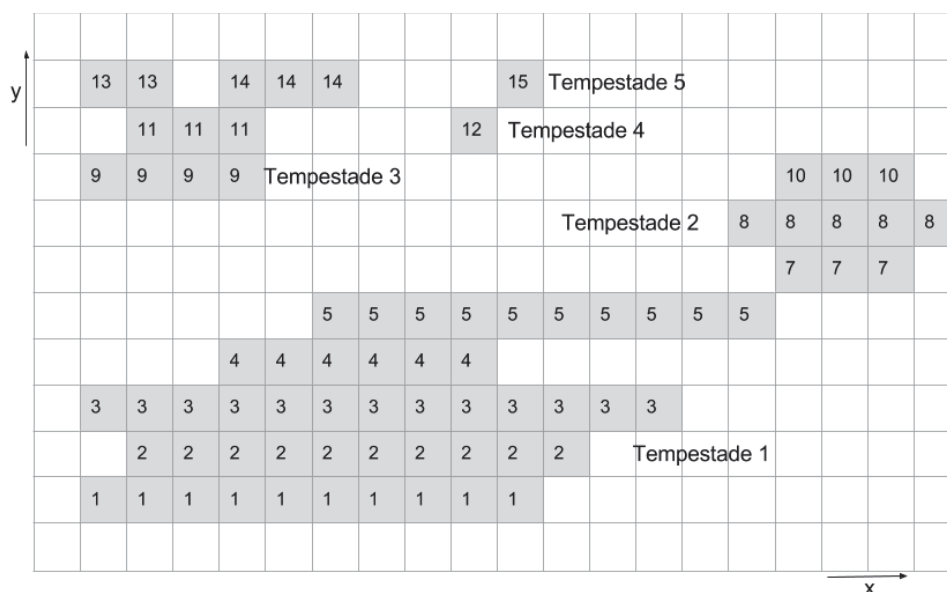 y
13 13 14 14 14 15 Tempestade 5
11 11 11 12 Tempestade 4
9 9 9 9 Tempestade 3 10 10 10
Tempestade 2 8 8 8 8 8
7 7 7
5 5 5 5 5 5 5 5 5 5
4 4 4 4 4 4
3 3 3 3 3 3 3 3 3 3 3 3 3
2 2 2 2 2 2 2 2 2 2 Tempestade 1
1 1 1 1 1 1 1 1 1 1
x